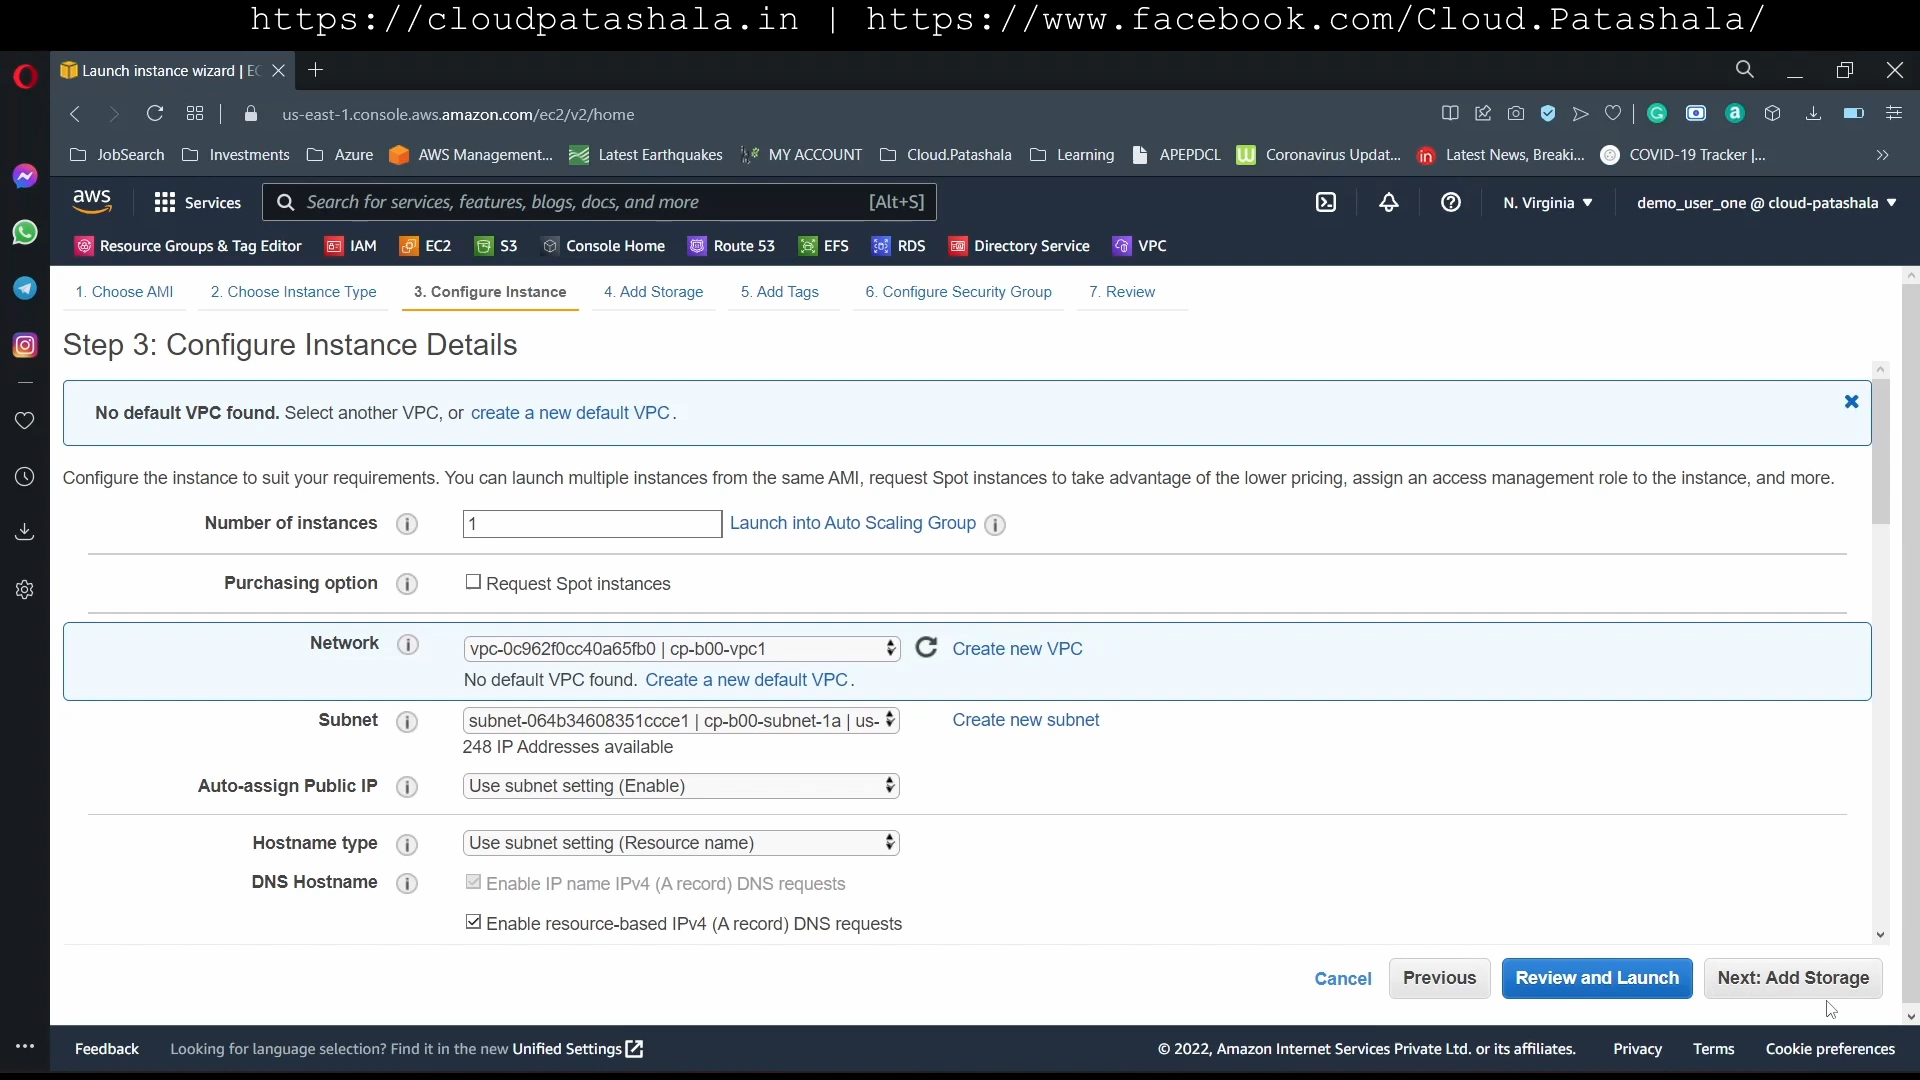 https://cloudpatashala.in | https://www.facebook.com/Cloud.Patashala/
Launch instance wizard | EC
us-east-1.console.aws.amazon.com/ec2/v2/home
JobSearch Investments Azure AWS Management... Latest Earthquakes MY ACCOUNT Cloud.Patashala Learning APEPDCL Coronavirus Updat... Latest News, Breaki... COVID-19 Tracker |...
aws Services Search for services, features, blogs, docs, and more [Alt+S] N. Virginia demo_user_one @ cloud-patashala
Resource Groups & Tag Editor IAM EC2 S3 Console Home Route 53 EFS RDS Directory Service VPC
1. Choose AMI 2. Choose Instance Type 3. Configure Instance 4. Add Storage 5. Add Tags 6. Configure Security Group 7. Review
Step 3: Configure Instance Details
No default VPC found. Select another VPC, or create a new default VPC.
Configure the instance to suit your requirements. You can launch multiple instances from the same AMI, request Spot instances to take advantage of the lower pricing, assign an access management role to the instance, and more.
Number of instances 1 Launch into Auto Scaling Group
Purchasing option Request Spot instances
Network vpc-0c962f0cc40a65fb0 | cp-b00-vpc1 Create new VPC
No default VPC found. Create a new default VPC.
Subnet subnet-064b34608351ccce1 | cp-b00-subnet-1a | us- Create new subnet
248 IP Addresses available
Auto-assign Public IP Use subnet setting (Enable)
Hostname type Use subnet setting (Resource name)
DNS Hostname Enable IP name IPv4 (A record) DNS requests
Enable resource-based IPv4 (A record) DNS requests
Cancel Previous Review and Launch Next: Add Storage
Feedback Looking for language selection? Find it in the new Unified Settings © 2022, Amazon Internet Services Private Ltd. or its affiliates. Privacy Terms Cookie preferences